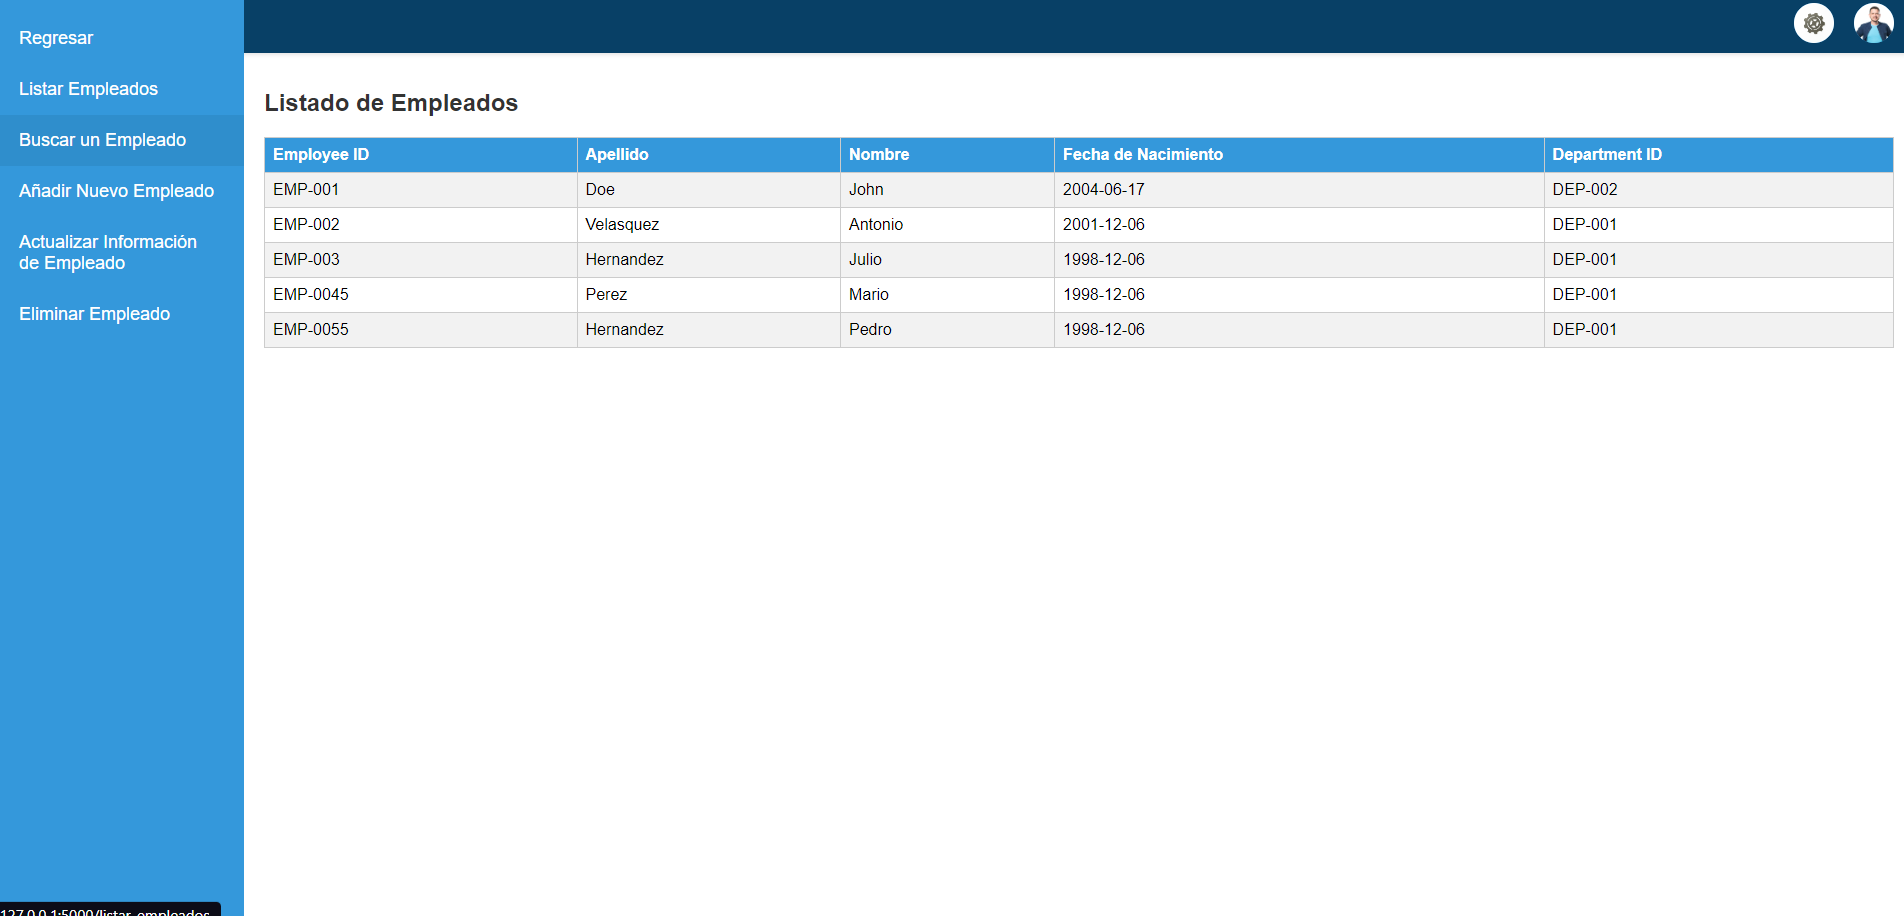 Regresar
Listar Empleados
Buscar un Empleado
Añadir Nuevo Empleado
Actualizar Información
de Empleado
Eliminar Empleado
Listado de Empleados
Employee ID Apellido Nombre Fecha de Nacimiento Department ID
EMP-001 Doe John 2004-06-17 DEP-002
EMP-002 Velasquez Antonio 2001-12-06 DEP-001
EMP-003 Hernandez Julio 1998-12-06 DEP-001
EMP-0045 Perez Mario 1998-12-06 DEP-001
EMP-0055 Hernandez Pedro 1998-12-06 DEP-001
127.0.0.1:5000/listar_empleados